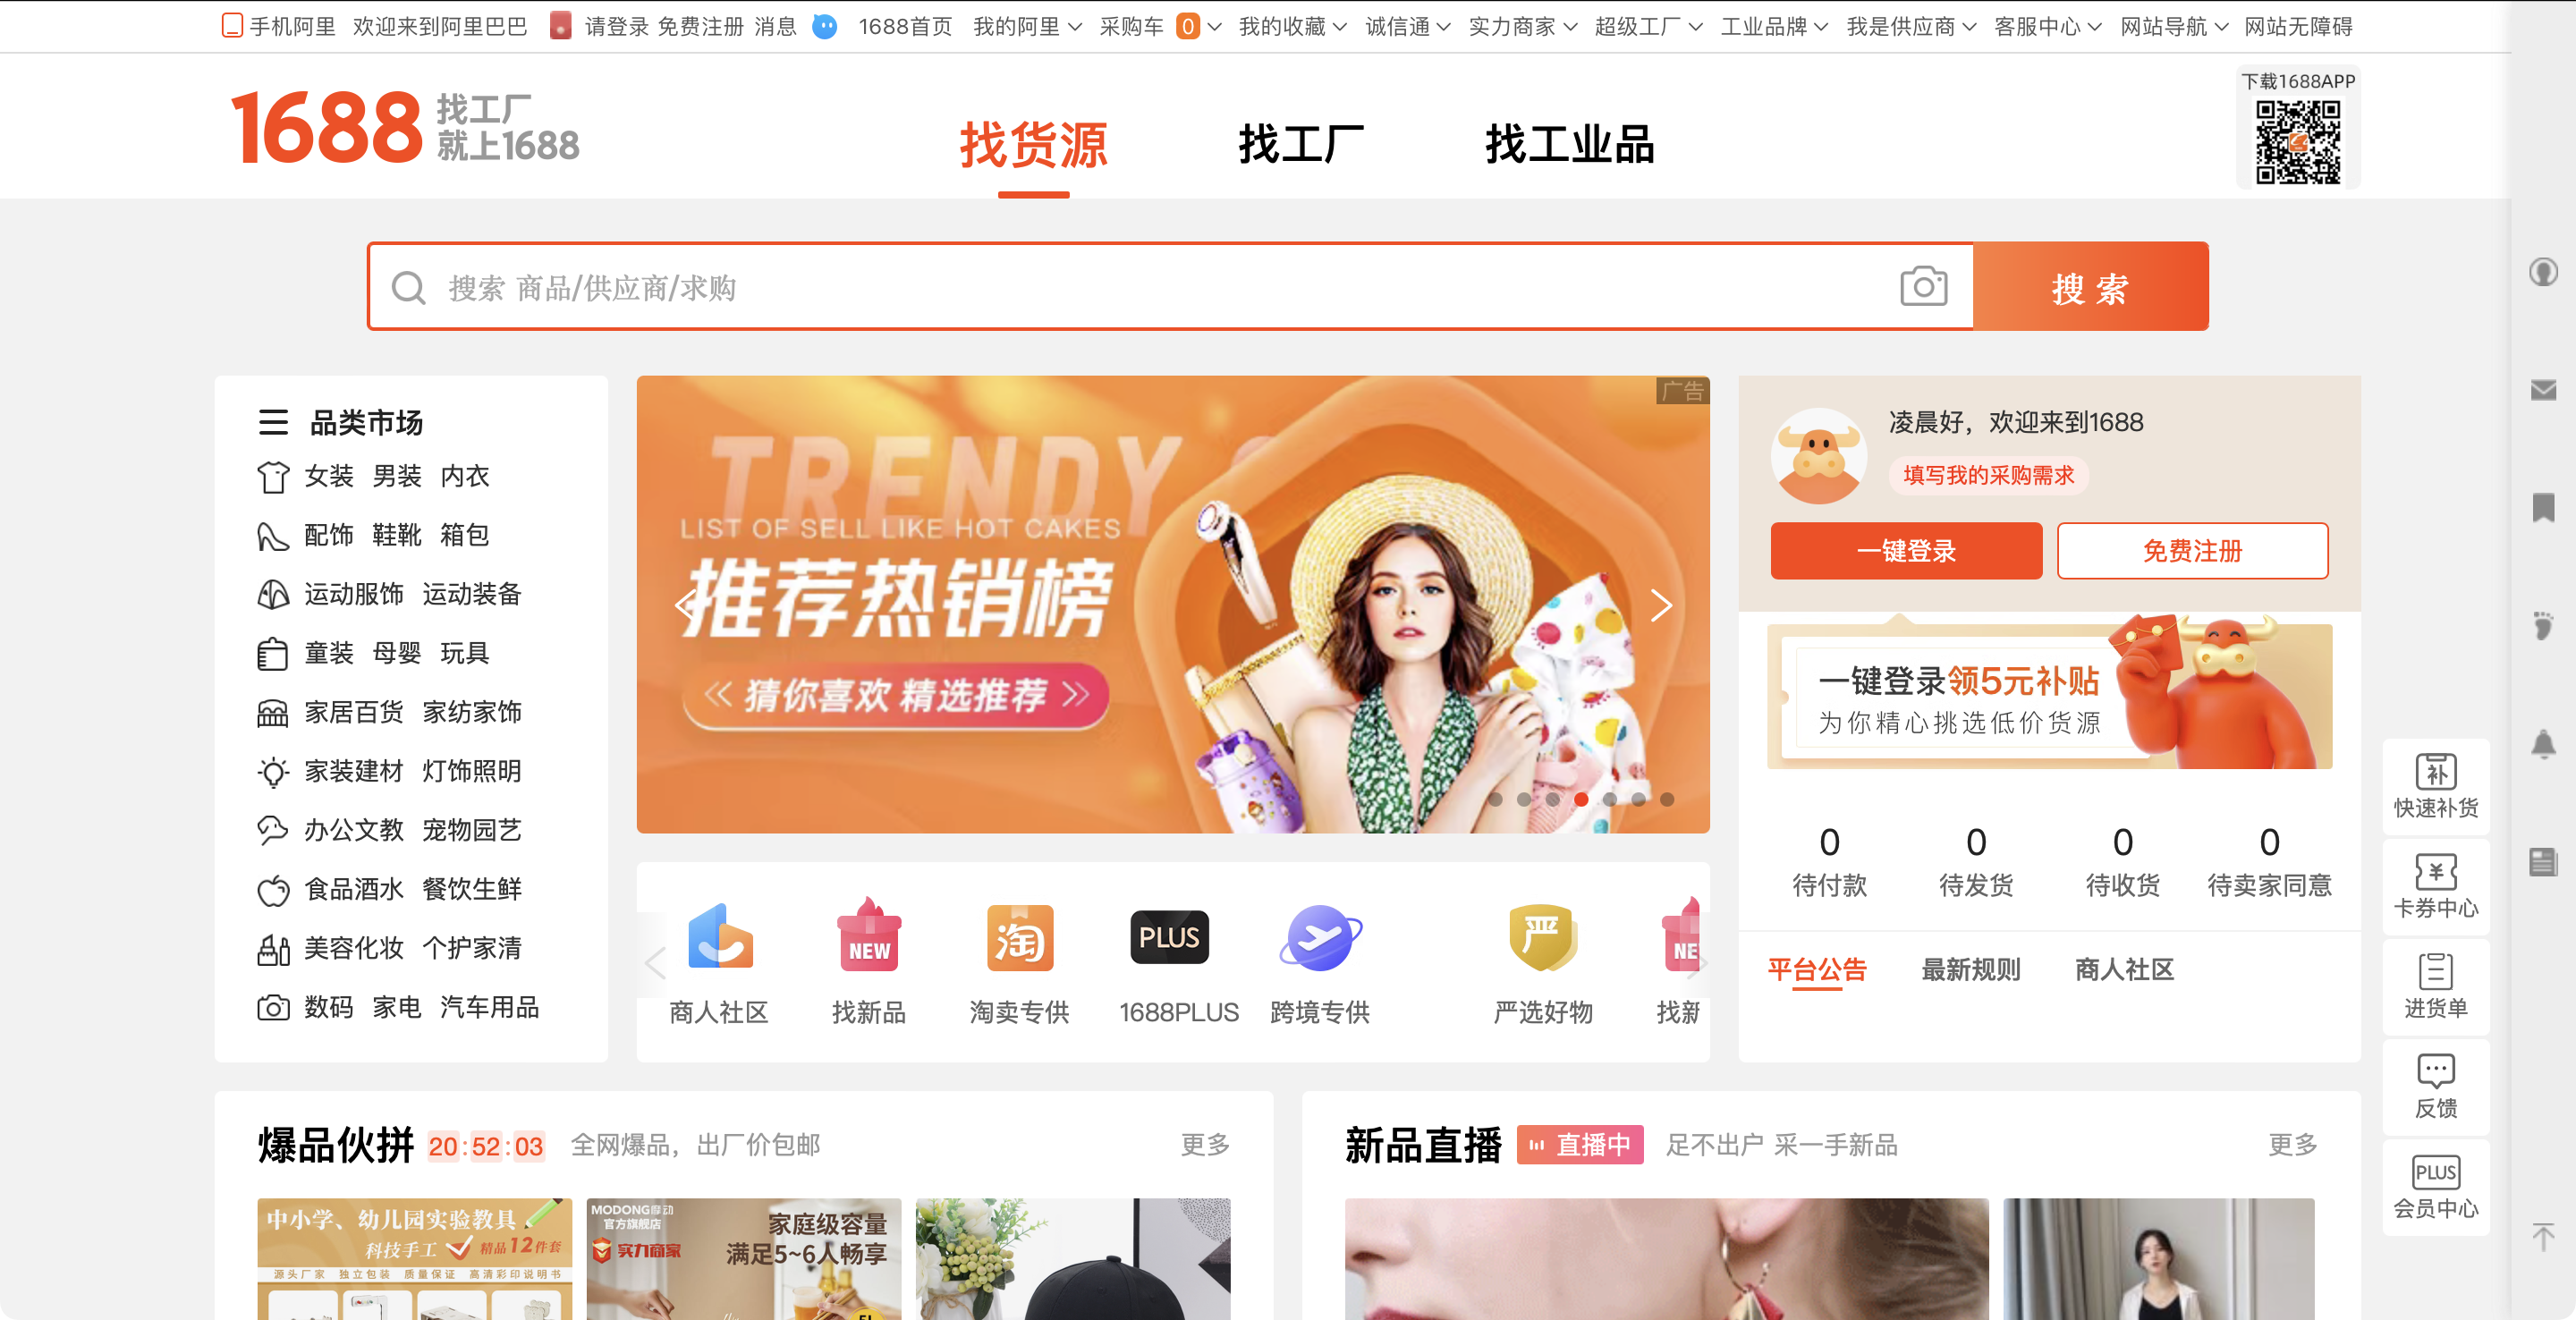 手机阿里 欢迎来到阿里巴巴 请登录 免费注册 消息 1688首页 我的阿里 采购车 0 我的收藏 诚信通 实力商家 超级工厂 工业品牌 我是供应商 客服中心 网站导航 网站无障碍
1688 找工厂
就上1688
找货源 找工厂 找工业品
下载1688APP
搜索 商品/供应商/求购
搜 索
品类市场
女装 男装 内衣
配饰 鞋靴 箱包
运动服饰 运动装备
童装 母婴 玩具
家居百货 家纺家饰
家装建材 灯饰照明
办公文教 宠物园艺
食品酒水 餐饮生鲜
美容化妆 个护家清
数码 家电 汽车用品
广告
TRENDY
LIST OF SELL LIKE HOT CAKES
推荐热销榜
猜你喜欢 精选推荐
NEW 淘 PLUS 严 NE
商人社区 找新品 淘卖专供 1688PLUS 跨境专供 严选好物 找新
凌晨好，欢迎来到1688
填写我的采购需求
一键登录 免费注册
一键登录领5元补贴
为你精心挑选低价货源
0 0 0 0
待付款 待发货 待收货 待卖家同意
平台公告 最新规则 商人社区
补
快速补货
¥
卡券中心
进货单
反馈
PLUS
会员中心
爆品伙拼 20:52:03 全网爆品，出厂价包邮 更多
中小学、幼儿园实验教具
科技手工 精品12件套
源头厂家 独立包装 质量保证 高清彩印说明书
MODONG摩动
官方旗舰店
实力商家
家庭级容量
满足5~6人畅享
5L
新品直播 直播中 足不出户 采一手新品 更多